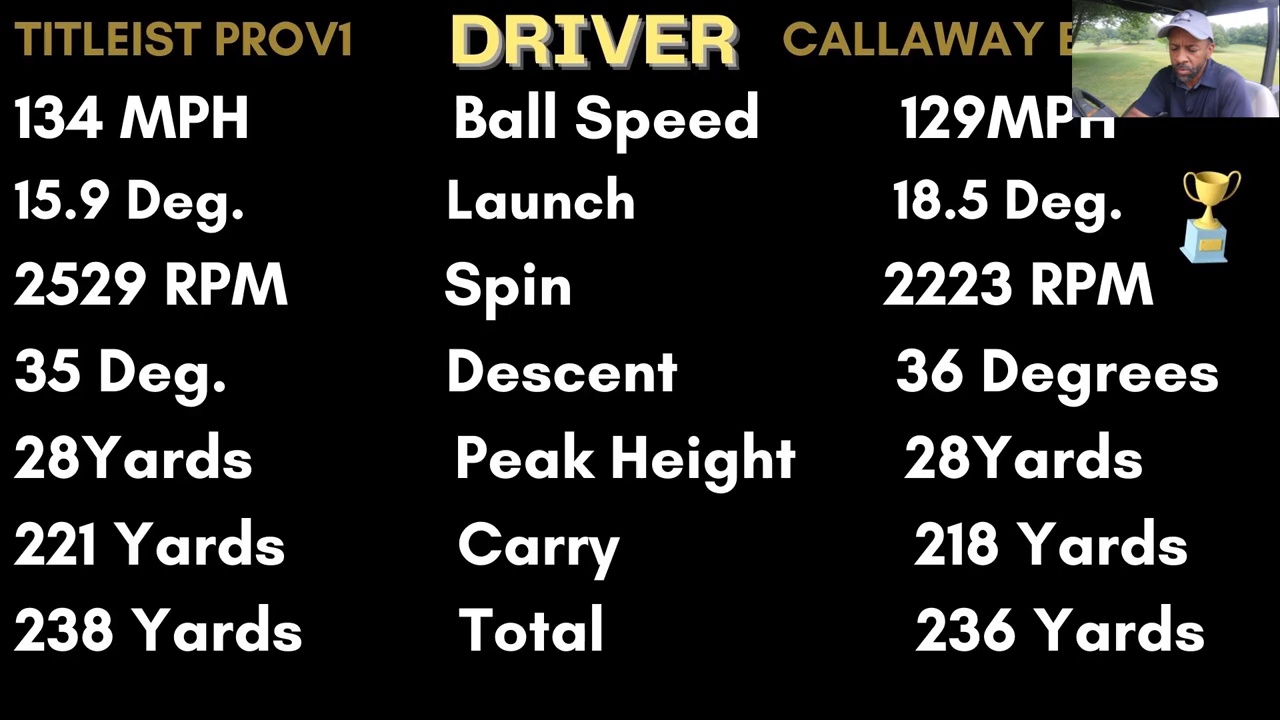 TITLEIST PROV1 DRIVER CALLAWAY
134 MPH Ball Speed 129MPH
15.9 Deg. Launch 18.5 Deg.
2529 RPM Spin 2223 RPM
35 Deg. Descent 36 Degrees
28Yards Peak Height 28Yards
221 Yards Carry 218 Yards
238 Yards Total 236 Yards